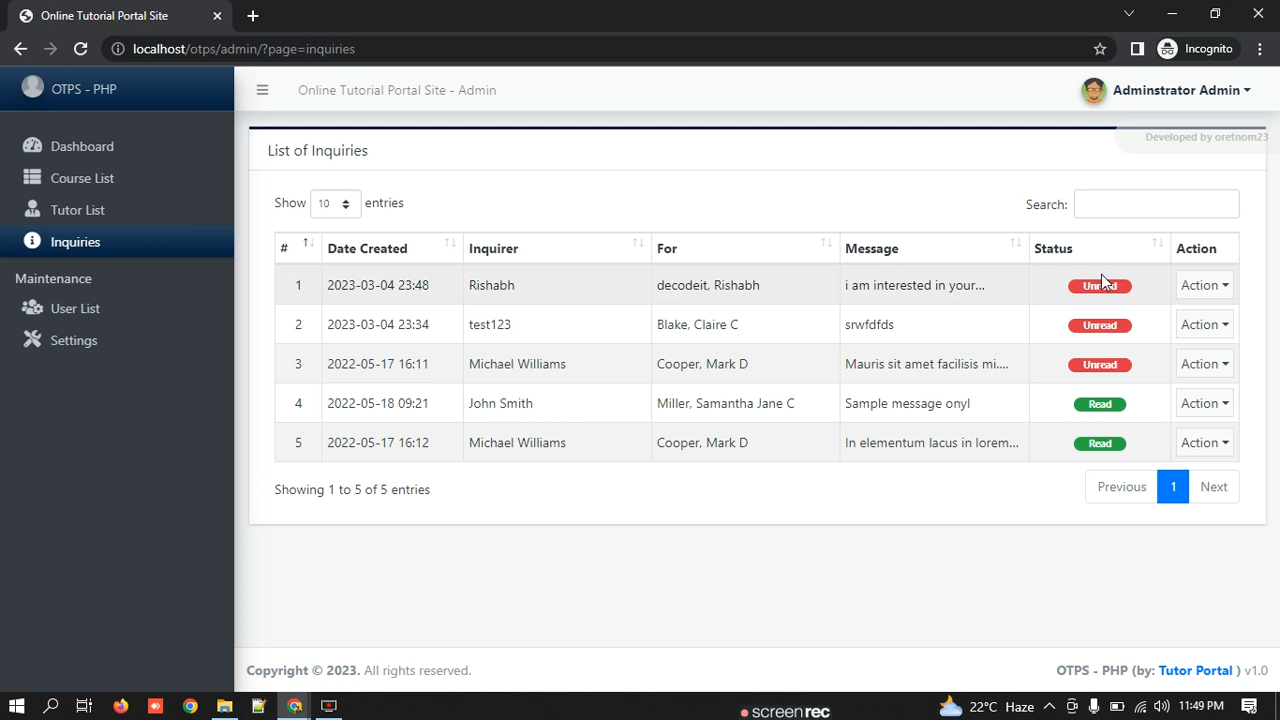 Online Tutorial Portal Site
localhost/otps/admin/?page=inquiries
Incognito
OTPS - PHP
Online Tutorial Portal Site - Admin
Adminstrator Admin
Developed by oretnom23
Dashboard
Course List
Tutor List
Inquiries
Maintenance
User List
Settings
List of Inquiries
Show 10 entries
Search:
# Date Created Inquirer For Message Status Action
1 2023-03-04 23:48 Rishabh decodeit, Rishabh i am interested in your... Unread Action
2 2023-03-04 23:34 test123 Blake, Claire C srwfdfds Unread Action
3 2022-05-17 16:11 Michael Williams Cooper, Mark D Mauris sit amet facilisis mi.... Unread Action
4 2022-05-18 09:21 John Smith Miller, Samantha Jane C Sample message onyl Read Action
5 2022-05-17 16:12 Michael Williams Cooper, Mark D In elementum lacus in lorem... Read Action
Showing 1 to 5 of 5 entries
Previous 1 Next
Copyright © 2023. All rights reserved.
OTPS - PHP (by: Tutor Portal ) v1.0
screenrec
22°C Haze
11:49 PM